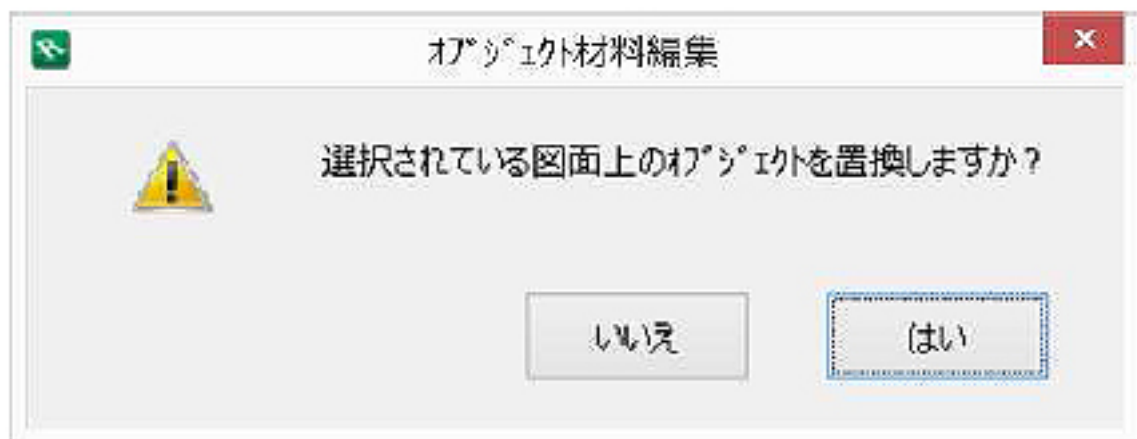 ｵﾌﾞｼﾞｪｸﾄ材料編集
選択されている図面上のｵﾌﾞｼﾞｪｸﾄを置換しますか？
いいえ
はい